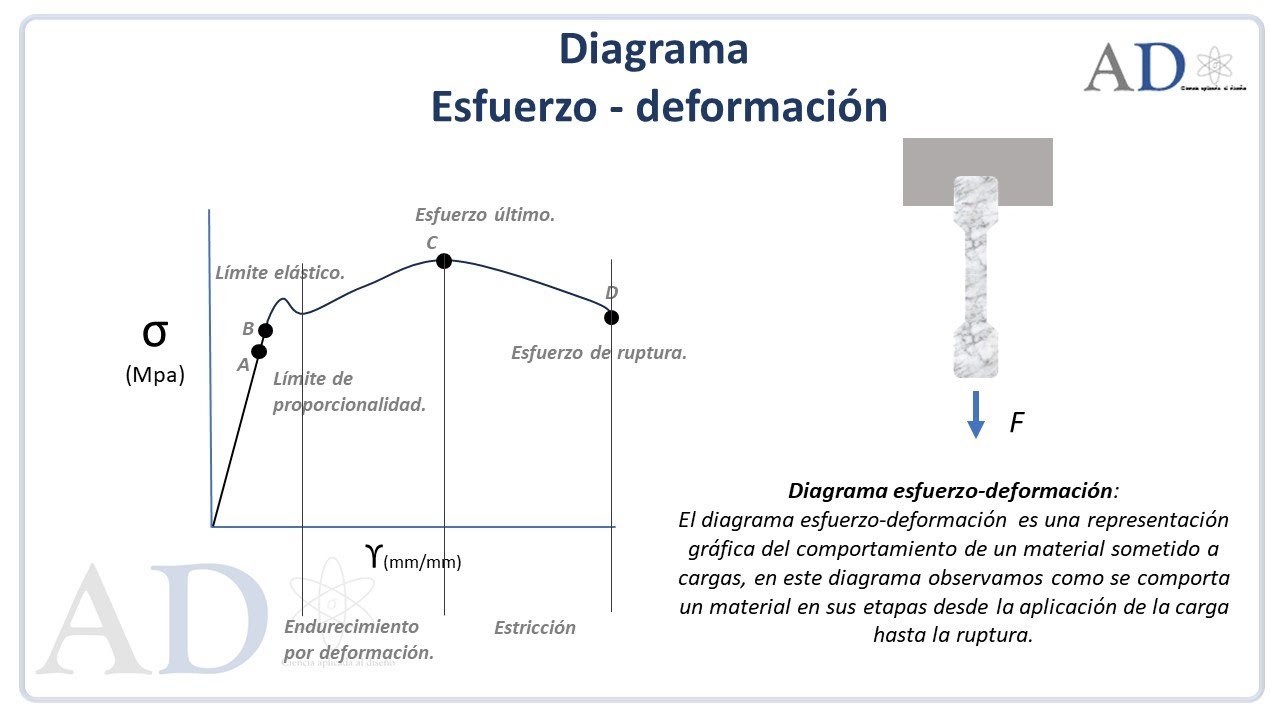 Diagrama
Esfuerzo - deformación
AD
Ciencia aplicada al diseño
Esfuerzo último.
C
Límite elástico.
D
B
σ
A
(Mpa)
Esfuerzo de ruptura.
Límite de
proporcionalidad.
F
Diagrama esfuerzo-deformación:
El diagrama esfuerzo-deformación es una representación
gráfica del comportamiento de un material sometido a
cargas, en este diagrama observamos como se comporta
un material en sus etapas desde la aplicación de la carga
hasta la ruptura.
ϒ(mm/mm)
Endurecimiento
por deformación.
Estricción
AD
Ciencia aplicada al diseño